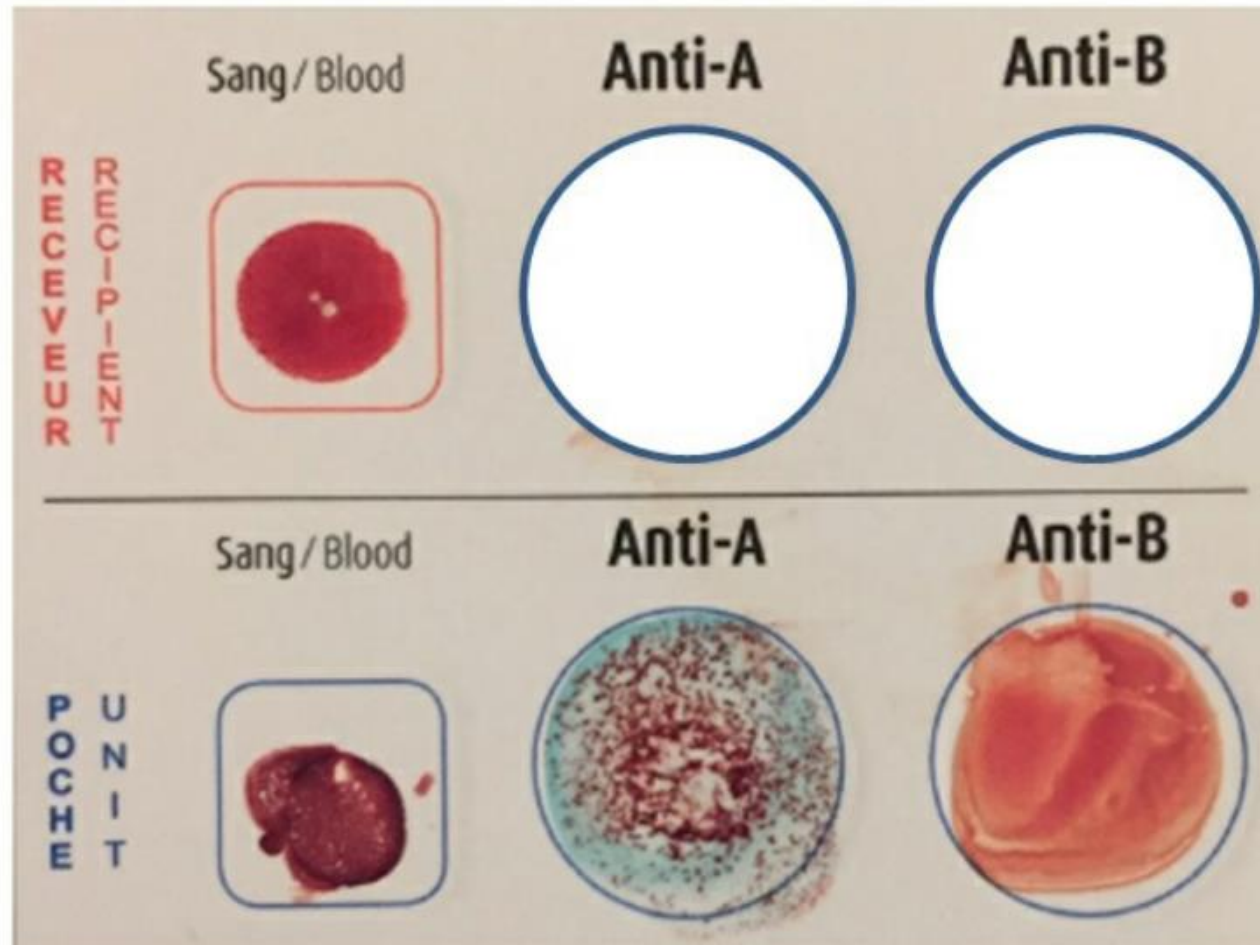 Sang / Blood
Anti-A
Anti-B
RECEVEUR
RECIPIENT
Sang / Blood
Anti-A
Anti-B
POCHE
UNIT